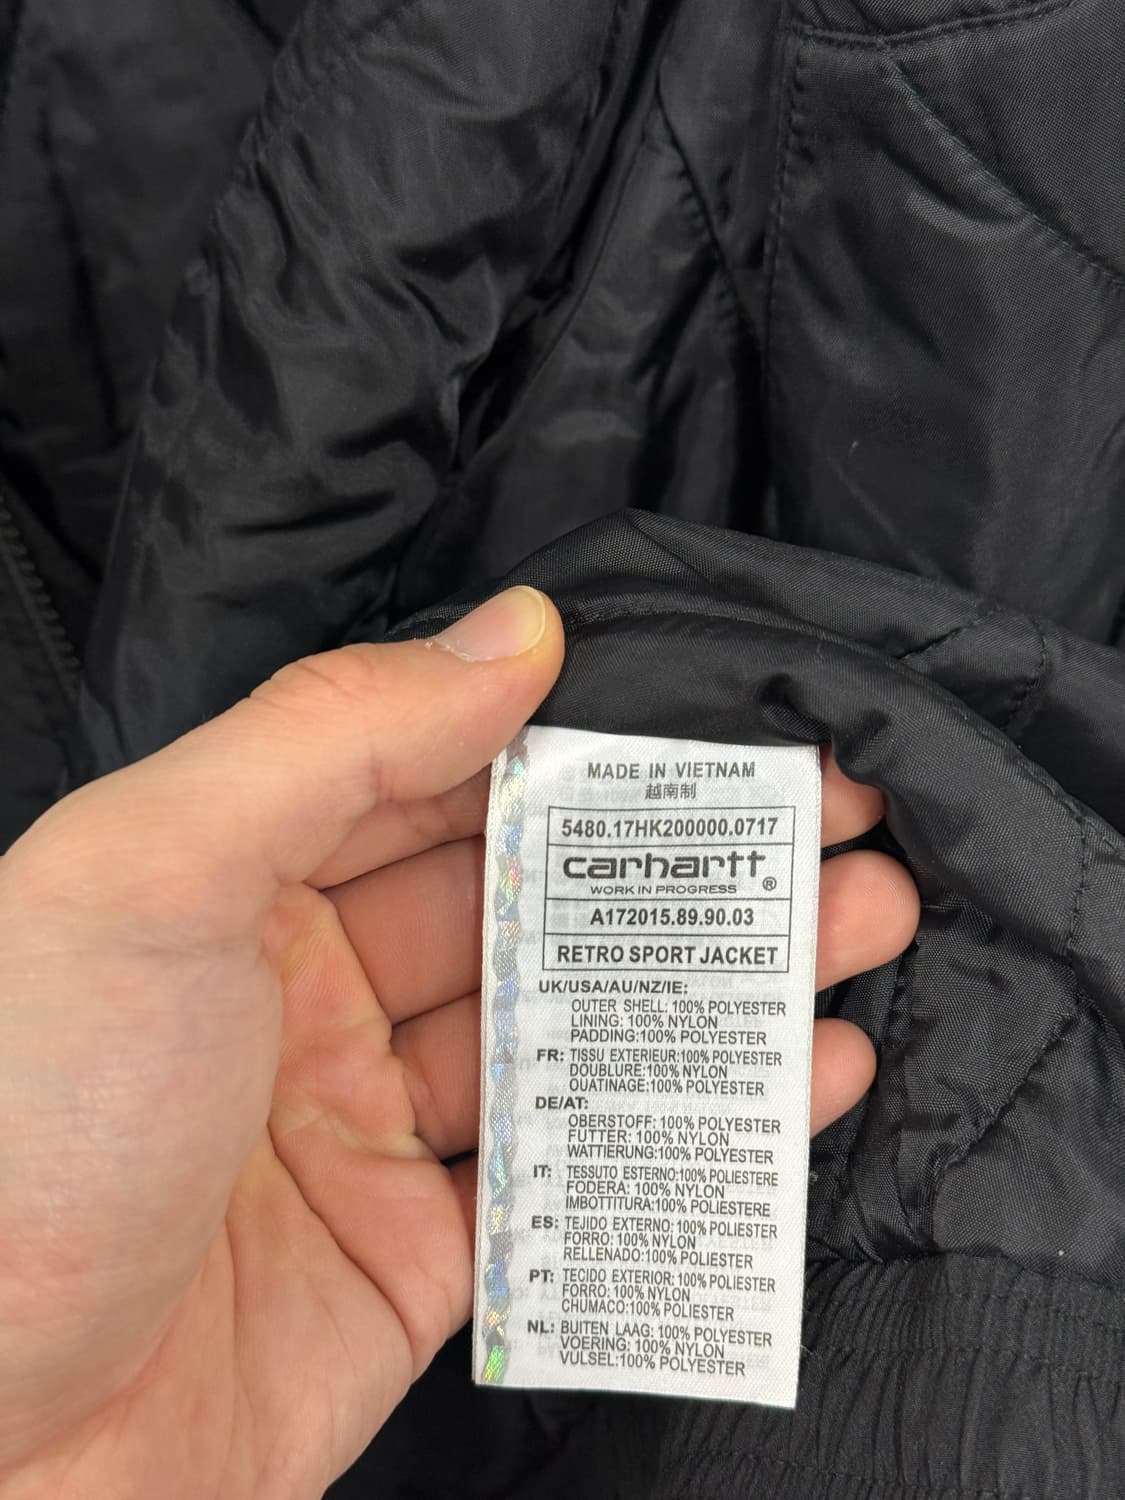 MADE IN VIETNAM
越南制
5480.17HK200000.0717
carhartt
WORK IN PROGRESS ®
A172015.89.90.03
RETRO SPORT JACKET
UK/USA/AU/NZ/IE:
OUTER SHELL: 100% POLYESTER
LINING: 100% NYLON
PADDING:100% POLYESTER
FR: TISSU EXTERIEUR:100% POLYESTER
DOUBLURE:100% NYLON
OUATINAGE:100% POLYESTER
DE/AT:
OBERSTOFF: 100% POLYESTER
FUTTER: 100% NYLON
WATTIERUNG:100% POLYESTER
IT: TESSUTO ESTERNO:100% POLIESTERE
FODERA: 100% NYLON
IMBOTTITURA:100% POLIESTERE
ES: TEJIDO EXTERNO: 100% POLIESTER
FORRO: 100% NYLON
RELLENADO:100% POLIESTER
PT: TECIDO EXTERIOR: 100% POLIESTER
FORRO: 100% NYLON
CHUMACO:100% POLIESTER
NL: BUITEN LAAG: 100% POLYESTER
VOERING: 100% NYLON
VULSEL:100% POLYESTER